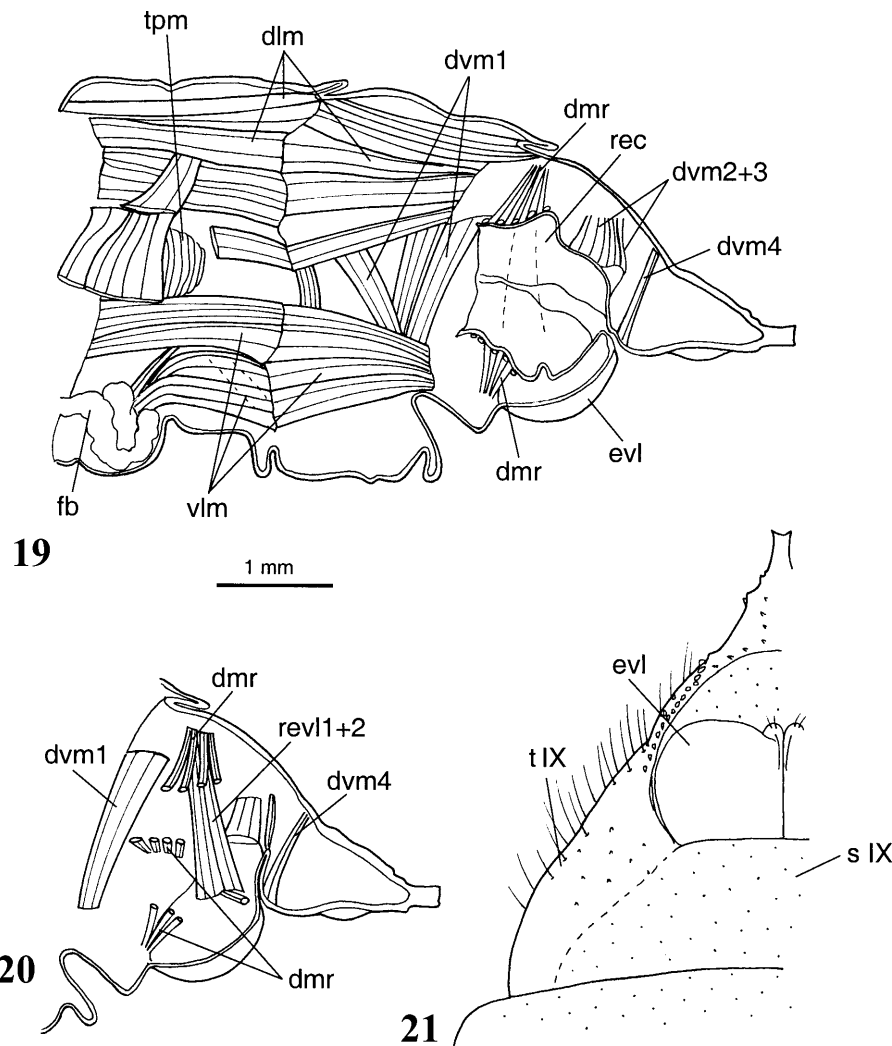 tpm
dlm
dvm1
dmr
rec
dvm2+3
dvm4
fb
vlm
dmr
evl
19
1 mm
dmr
revl1+2
dvm1
dvm4
dmr
20
evl
t IX
s IX
21